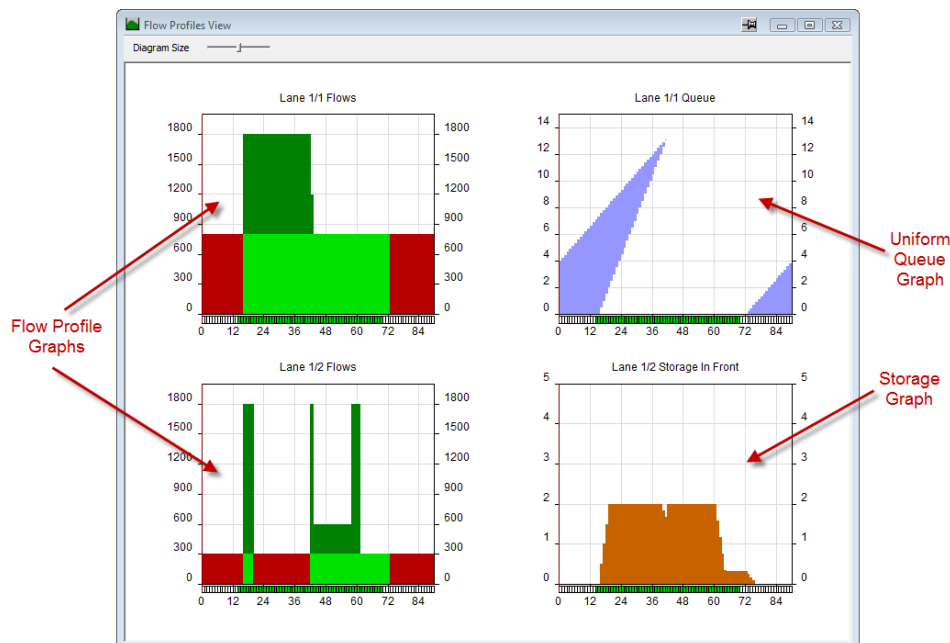 Flow Profiles View
Diagram Size
Lane 1/1 Flows
1800 1800
1500 1500
1200 1200
900 900
600 600
300 300
0 0
0 12 24 36 48 60 72 84
Lane 1/1 Queue
14 14
12 12
10 10
8 8
6 6
4 4
2 2
0 0
0 12 24 36 48 60 72 84
Flow Profile
Graphs
Uniform
Queue
Graph
Lane 1/2 Flows
1800 1800
1500 1500
1200 1200
900 900
600 600
300 300
0 0
0 12 24 36 48 60 72 84
Lane 1/2 Storage In Front
5 5
4 4
3 3
2 2
1 1
0 0
0 12 24 36 48 60 72 84
Storage
Graph